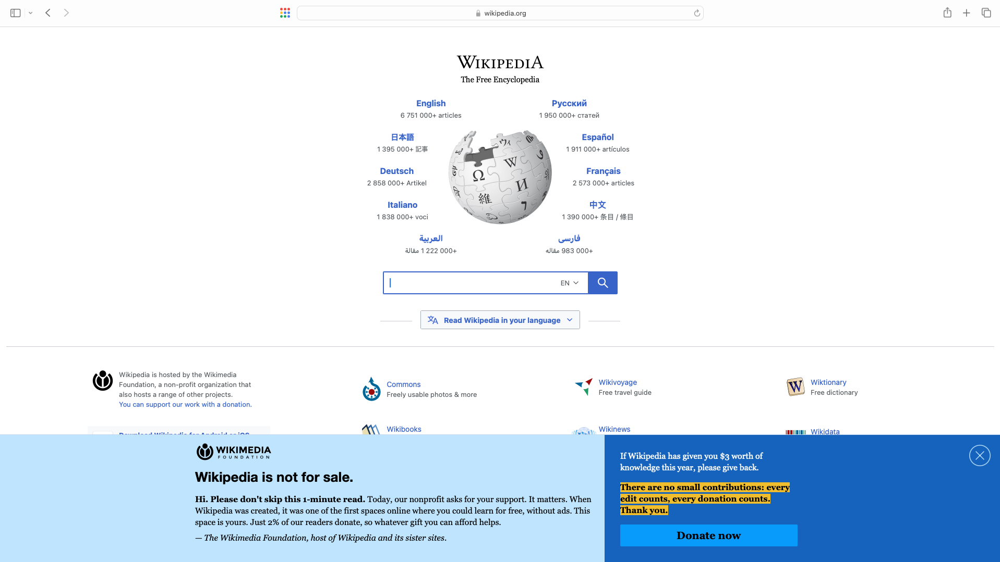 wikipedia.org
WIKIPEDIA
The Free Encyclopedia
English
6 751 000+ articles
Русский
1 950 000+ статей
日本語
1 395 000+ 記事
Español
1 911 000+ artículos
Deutsch
2 858 000+ Artikel
Français
2 573 000+ articles
Italiano
1 838 000+ voci
中文
1 390 000+ 条目 / 條目
العربية
1 222 000+ مقالة
فارسی
983 000+ مقاله
Ω
W
И
維
ウィ
EN
Read Wikipedia in your language
Wikipedia is hosted by the Wikimedia
Foundation, a non-profit organization that
also hosts a range of other projects.
You can support our work with a donation.
Commons
Freely usable photos & more
Wikivoyage
Free travel guide
W
Wiktionary
Free dictionary
Download Wikipedia for Android or iOS
Wikibooks
Wikinews
Wikidata
WIKIMEDIA
FOUNDATION
Wikipedia is not for sale.
Hi. Please don't skip this 1-minute read. Today, our nonprofit asks for your support. It matters. When
Wikipedia was created, it was one of the first spaces online where you could learn for free, without ads. This
space is yours. Just 2% of our readers donate, so whatever gift you can afford helps.
— The Wikimedia Foundation, host of Wikipedia and its sister sites.
If Wikipedia has given you $3 worth of
knowledge this year, please give back.
There are no small contributions: every
edit counts, every donation counts.
Thank you.
Donate now